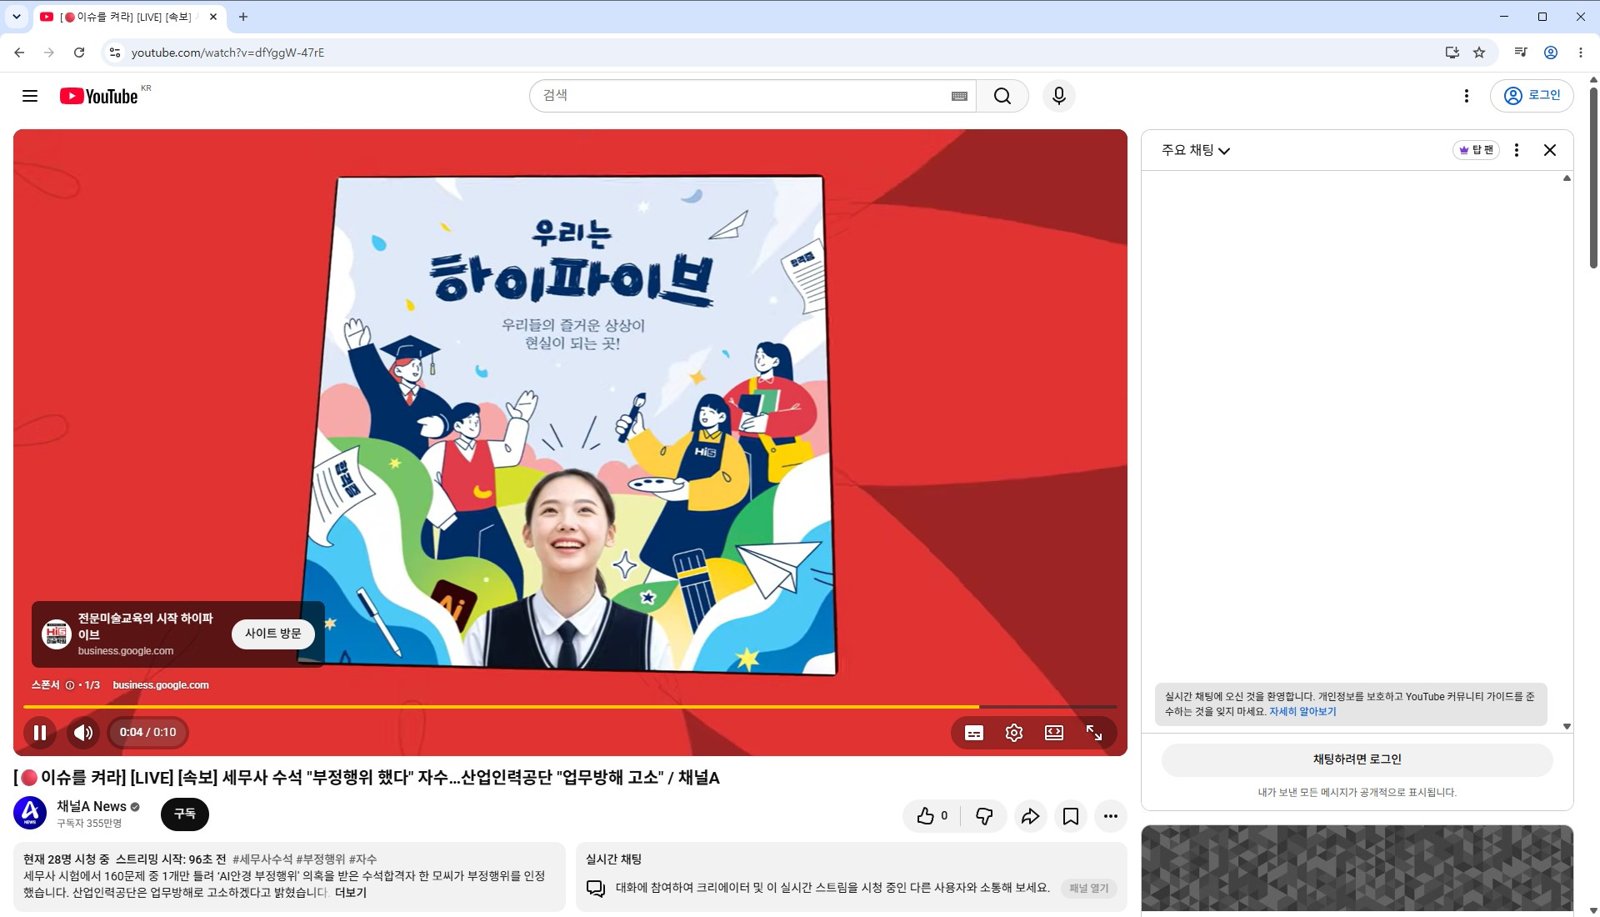 [🔴이슈를 켜라] [LIVE] [속보]
youtube.com/watch?v=dfYggW-47rE
YouTube KR
검색
로그인
우리는
하이파이브
우리들의 즐거운 상상이
현실이 되는 곳!
합격증
합격증
HiG
Ai
전문미술교육의 시작 하이파
이브
business.google.com
사이트 방문
HiG
미술학원
스폰서 • 1/3 business.google.com
0:04 / 0:10
주요 채팅
탑 팬
실시간 채팅에 오신 것을 환영합니다. 개인정보를 보호하고 YouTube 커뮤니티 가이드를 준
수하는 것을 잊지 마세요. 자세히 알아보기
채팅하려면 로그인
내가 보낸 모든 메시지가 공개적으로 표시됩니다.
[🔴이슈를 켜라] [LIVE] [속보] 세무사 수석 "부정행위 했다" 자수...산업인력공단 "업무방해 고소" / 채널A
A
NEWS
채널A News
구독자 355만명
구독
0
현재 28명 시청 중 스트리밍 시작: 96초 전 #세무사수석 #부정행위 #자수
세무사 시험에서 160문제 중 1개만 틀려 ‘AI안경 부정행위’ 의혹을 받은 수석합격자 한 모씨가 부정행위를 인정
했습니다. 산업인력공단은 업무방해로 고소하겠다고 밝혔습니다. 더보기
실시간 채팅
대화에 참여하여 크리에이터 및 이 실시간 스트림을 시청 중인 다른 사용자와 소통해 보세요.
패널 열기